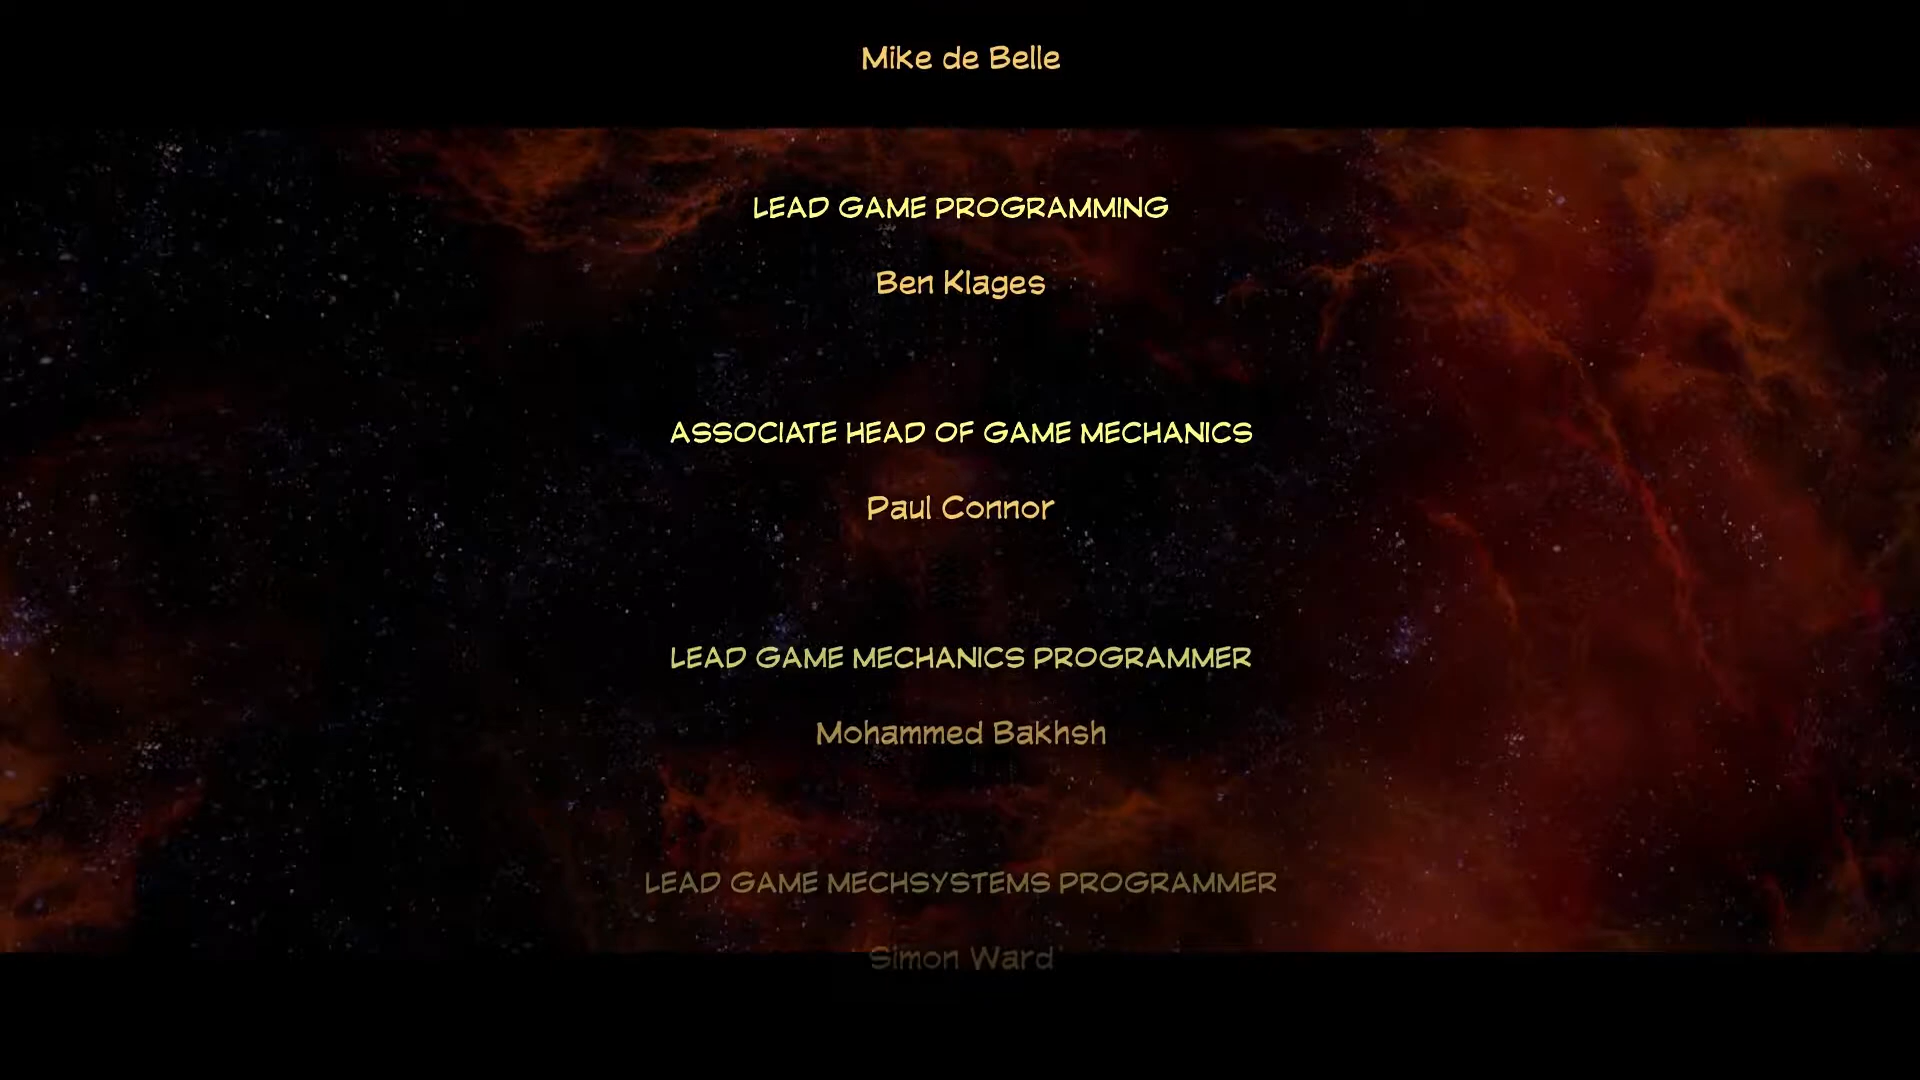 Mike de Belle
LEAD GAME PROGRAMMING
Ben Klages
ASSOCIATE HEAD OF GAME MECHANICS
Paul Connor
LEAD GAME MECHANICS PROGRAMMER
Mohammed Bakhsh
LEAD GAME MECHSYSTEMS PROGRAMMER
Simon Ward